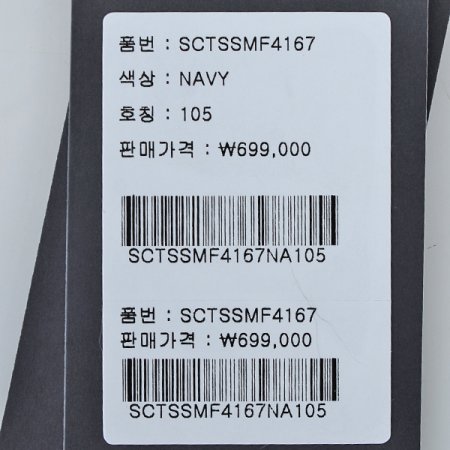 품번 : SCTSSMF4167
색상 : NAVY
호칭 : 105
판매가격 : ₩699,000
SCTSSMF4167NA105
품번 : SCTSSMF4167
판매가격 : ₩699,000
SCTSSMF4167NA105